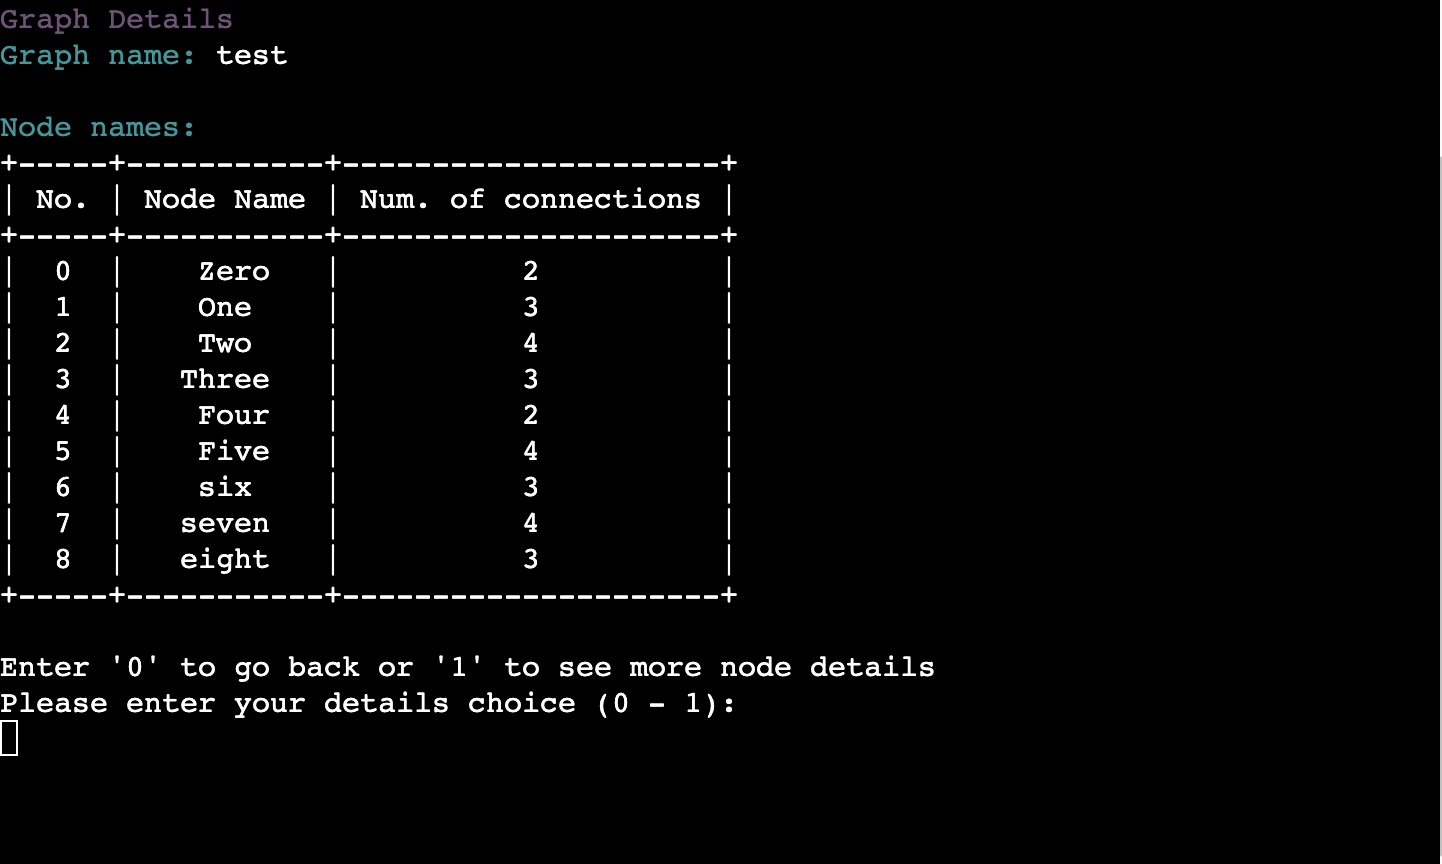 Graph Details
Graph name: test
Node names:
+-----+-----------+---------------------+
| No. | Node Name | Num. of connections |
+-----+-----------+---------------------+
|  0  |    Zero   |          2          |
|  1  |    One    |          3          |
|  2  |    Two    |          4          |
|  3  |   Three   |          3          |
|  4  |    Four   |          2          |
|  5  |    Five   |          4          |
|  6  |    six    |          3          |
|  7  |   seven   |          4          |
|  8  |   eight   |          3          |
+-----+-----------+---------------------+
Enter '0' to go back or '1' to see more node details
Please enter your details choice (0 - 1):